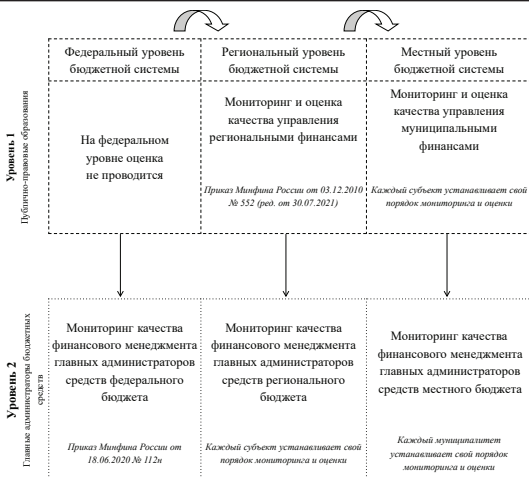 Федеральный уровень
бюджетной системы
Региональный уровень
бюджетной системы
Местный уровень
бюджетной системы
Уровень 1
Публично-правовые образования
На федеральном
уровне оценка
не проводится
Мониторинг и оценка
качества управления
региональными финансами
Приказ Минфина России от 03.12.2010
№ 552 (ред. от 30.07.2021)
Мониторинг и оценка
качества управления
муниципальными
финансами
Каждый субъект устанавливает свой
порядок мониторинга и оценки
Уровень 2
Главные администраторы бюджетных
средств
Мониторинг качества
финансового менеджмента
главных администраторов
средств федерального
бюджета
Приказ Минфина России от
18.06.2020 № 112н
Мониторинг качества
финансового менеджмента
главных администраторов
средств регионального
бюджета
Каждый субъект устанавливает свой
порядок мониторинга и оценки
Мониторинг качества
финансового менеджмента
главных администраторов
средств местного бюджета
Каждый муниципалитет
устанавливает свой порядок
мониторинга и оценки